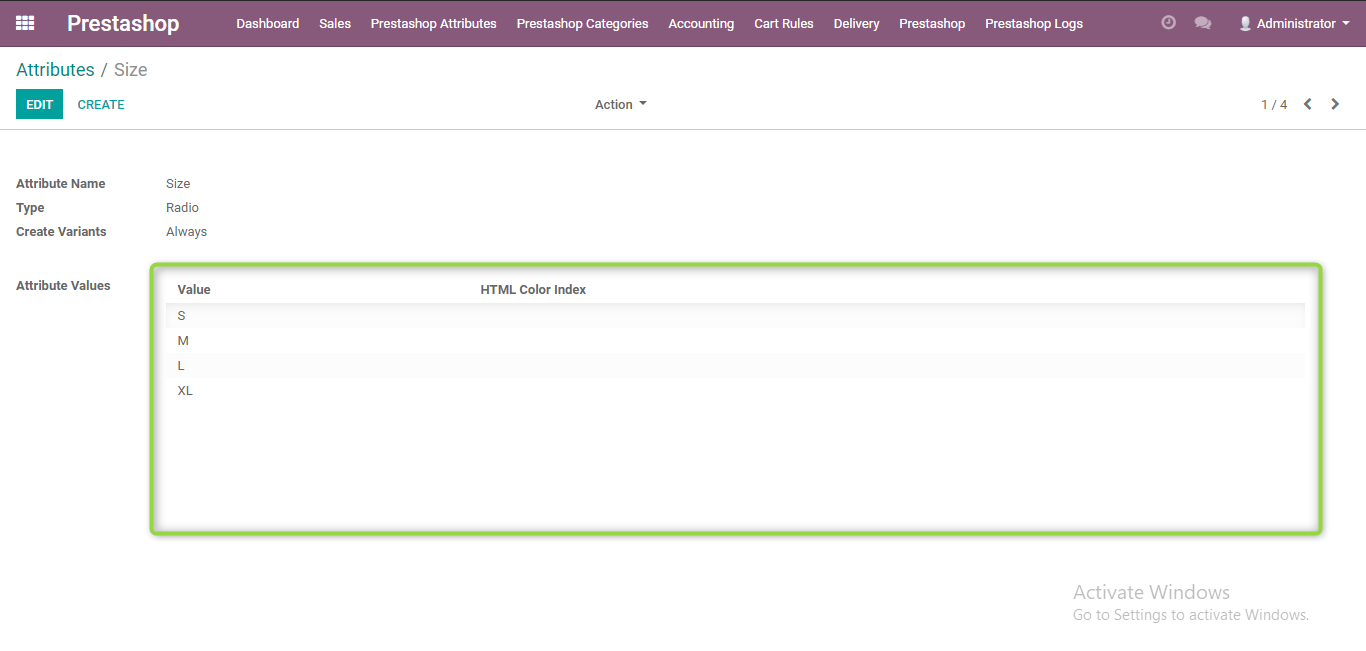 Prestashop Dashboard Sales Prestashop Attributes Prestashop Categories Accounting Cart Rules Delivery Prestashop Prestashop Logs Administrator
Attributes / Size
EDIT CREATE Action 1 / 4
Attribute Name Size
Type Radio
Create Variants Always
Attribute Values
Value HTML Color Index
S
M
L
XL
Activate Windows
Go to Settings to activate Windows.